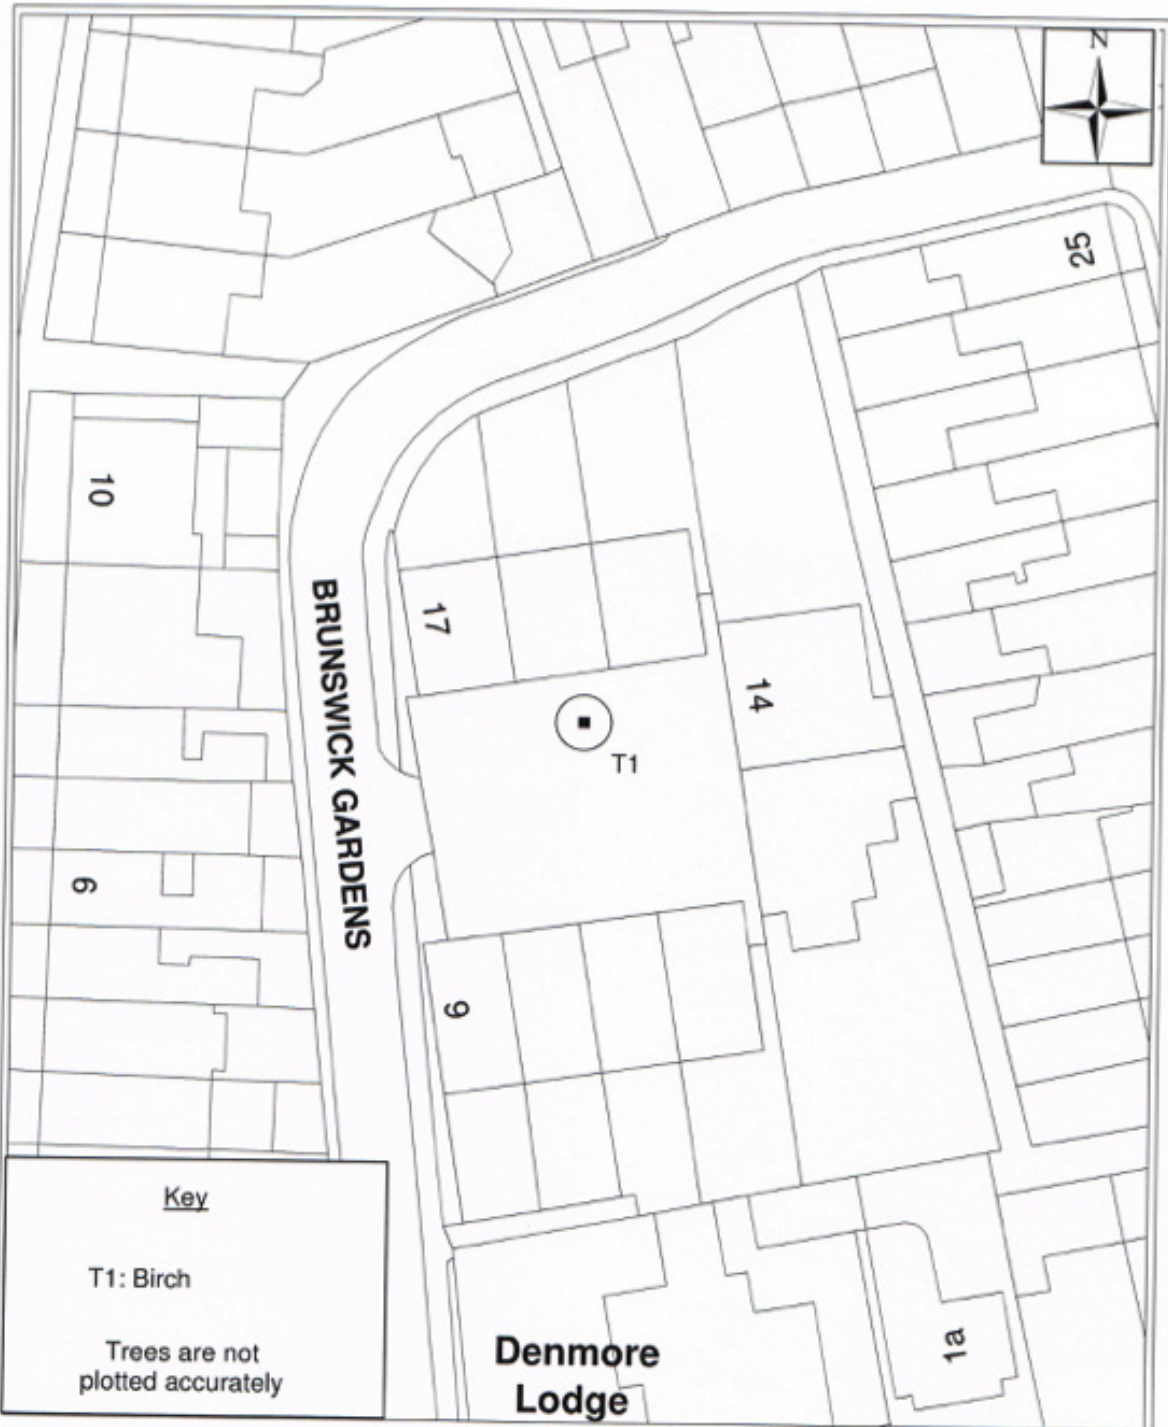 N
25
10
17
BRUNSWICK GARDENS
14
T1
6
9
Key
T1: Birch
Trees are not
plotted accurately
Denmore
Lodge
1a